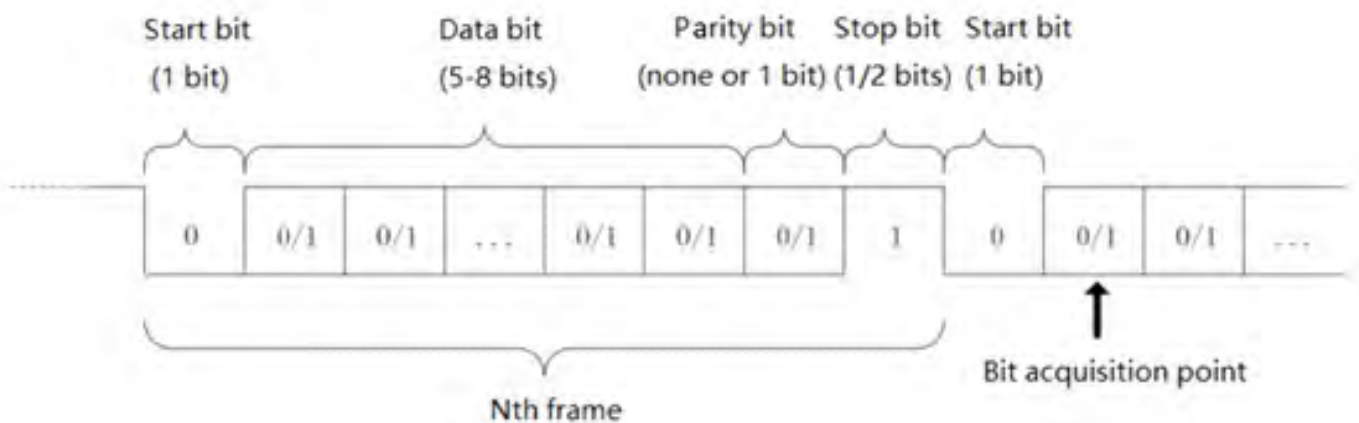 Start bit Data bit Parity bit Stop bit Start bit
(1 bit) (5-8 bits) (none or 1 bit) (1/2 bits) (1 bit)
0 0/1 0/1 ... 0/1 0/1 0/1 1 0 0/1 0/1 ...
Bit acquisition point
Nth frame